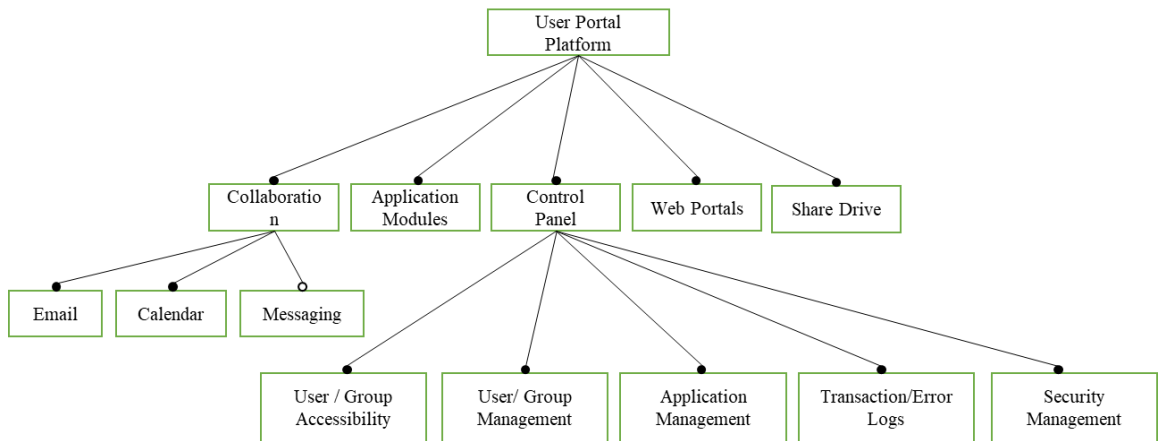 User Portal
Platform
Collaboratio
n
Application
Modules
Control
Panel
Web Portals
Share Drive
Email
Calendar
Messaging
User / Group
Accessibility
User/ Group
Management
Application
Management
Transaction/Error
Logs
Security
Management